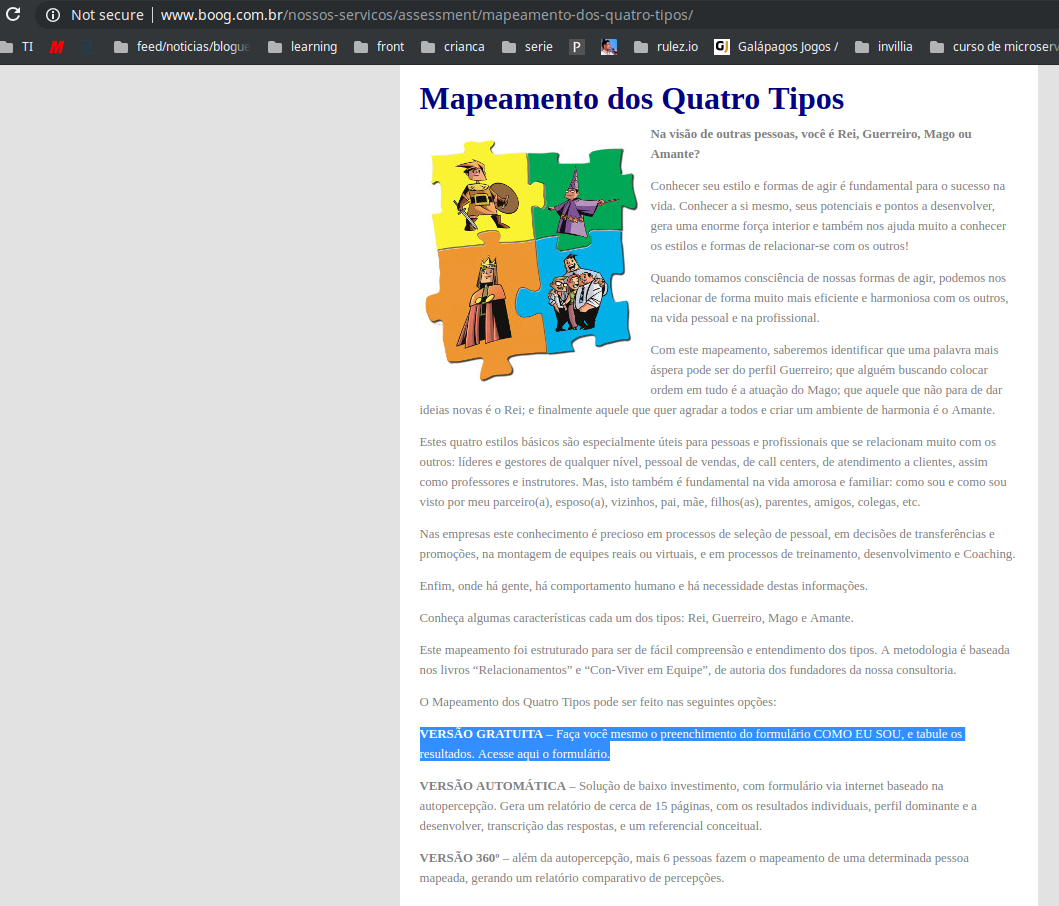 Not secure | www.boog.com.br/nossos-servicos/assessment/mapeamento-dos-quatro-tipos/
TI
M
feed/noticias/blogue
learning
front
crianca
serie
P
rulez.io
GJ
Galápagos Jogos /
invillia
curso de microserv
Mapeamento dos Quatro Tipos
Na visão de outras pessoas, você é Rei, Guerreiro, Mago ou
Amante?
Conhecer seu estilo e formas de agir é fundamental para o sucesso na
vida. Conhecer a si mesmo, seus potenciais e pontos a desenvolver,
gera uma enorme força interior e também nos ajuda muito a conhecer
os estilos e formas de relacionar-se com os outros!
Quando tomamos consciência de nossas formas de agir, podemos nos
relacionar de forma muito mais eficiente e harmoniosa com os outros,
na vida pessoal e na profissional.
Com este mapeamento, saberemos identificar que uma palavra mais
áspera pode ser do perfil Guerreiro; que alguém buscando colocar
ordem em tudo é a atuação do Mago; que aquele que não para de dar
ideias novas é o Rei; e finalmente aquele que quer agradar a todos e criar um ambiente de harmonia é o Amante.
Estes quatro estilos básicos são especialmente úteis para pessoas e profissionais que se relacionam muito com os
outros: líderes e gestores de qualquer nível, pessoal de vendas, de call centers, de atendimento a clientes, assim
como professores e instrutores. Mas, isto também é fundamental na vida amorosa e familiar: como sou e como sou
visto por meu parceiro(a), esposo(a), vizinhos, pai, mãe, filhos(as), parentes, amigos, colegas, etc.
Nas empresas este conhecimento é precioso em processos de seleção de pessoal, em decisões de transferências e
promoções, na montagem de equipes reais ou virtuais, e em processos de treinamento, desenvolvimento e Coaching.
Enfim, onde há gente, há comportamento humano e há necessidade destas informações.
Conheça algumas características cada um dos tipos: Rei, Guerreiro, Mago e Amante.
Este mapeamento foi estruturado para ser de fácil compreensão e entendimento dos tipos. A metodologia é baseada
nos livros “Relacionamentos” e “Con-Viver em Equipe”, de autoria dos fundadores da nossa consultoria.
O Mapeamento dos Quatro Tipos pode ser feito nas seguintes opções:
VERSÃO GRATUITA – Faça você mesmo o preenchimento do formulário COMO EU SOU, e tabule os
resultados. Acesse aqui o formulário.
VERSÃO AUTOMÁTICA – Solução de baixo investimento, com formulário via internet baseado na
autopercepção. Gera um relatório de cerca de 15 páginas, com os resultados individuais, perfil dominante e a
desenvolver, transcrição das respostas, e um referencial conceitual.
VERSÃO 360º – além da autopercepção, mais 6 pessoas fazem o mapeamento de uma determinada pessoa
mapeada, gerando um relatório comparativo de percepções.